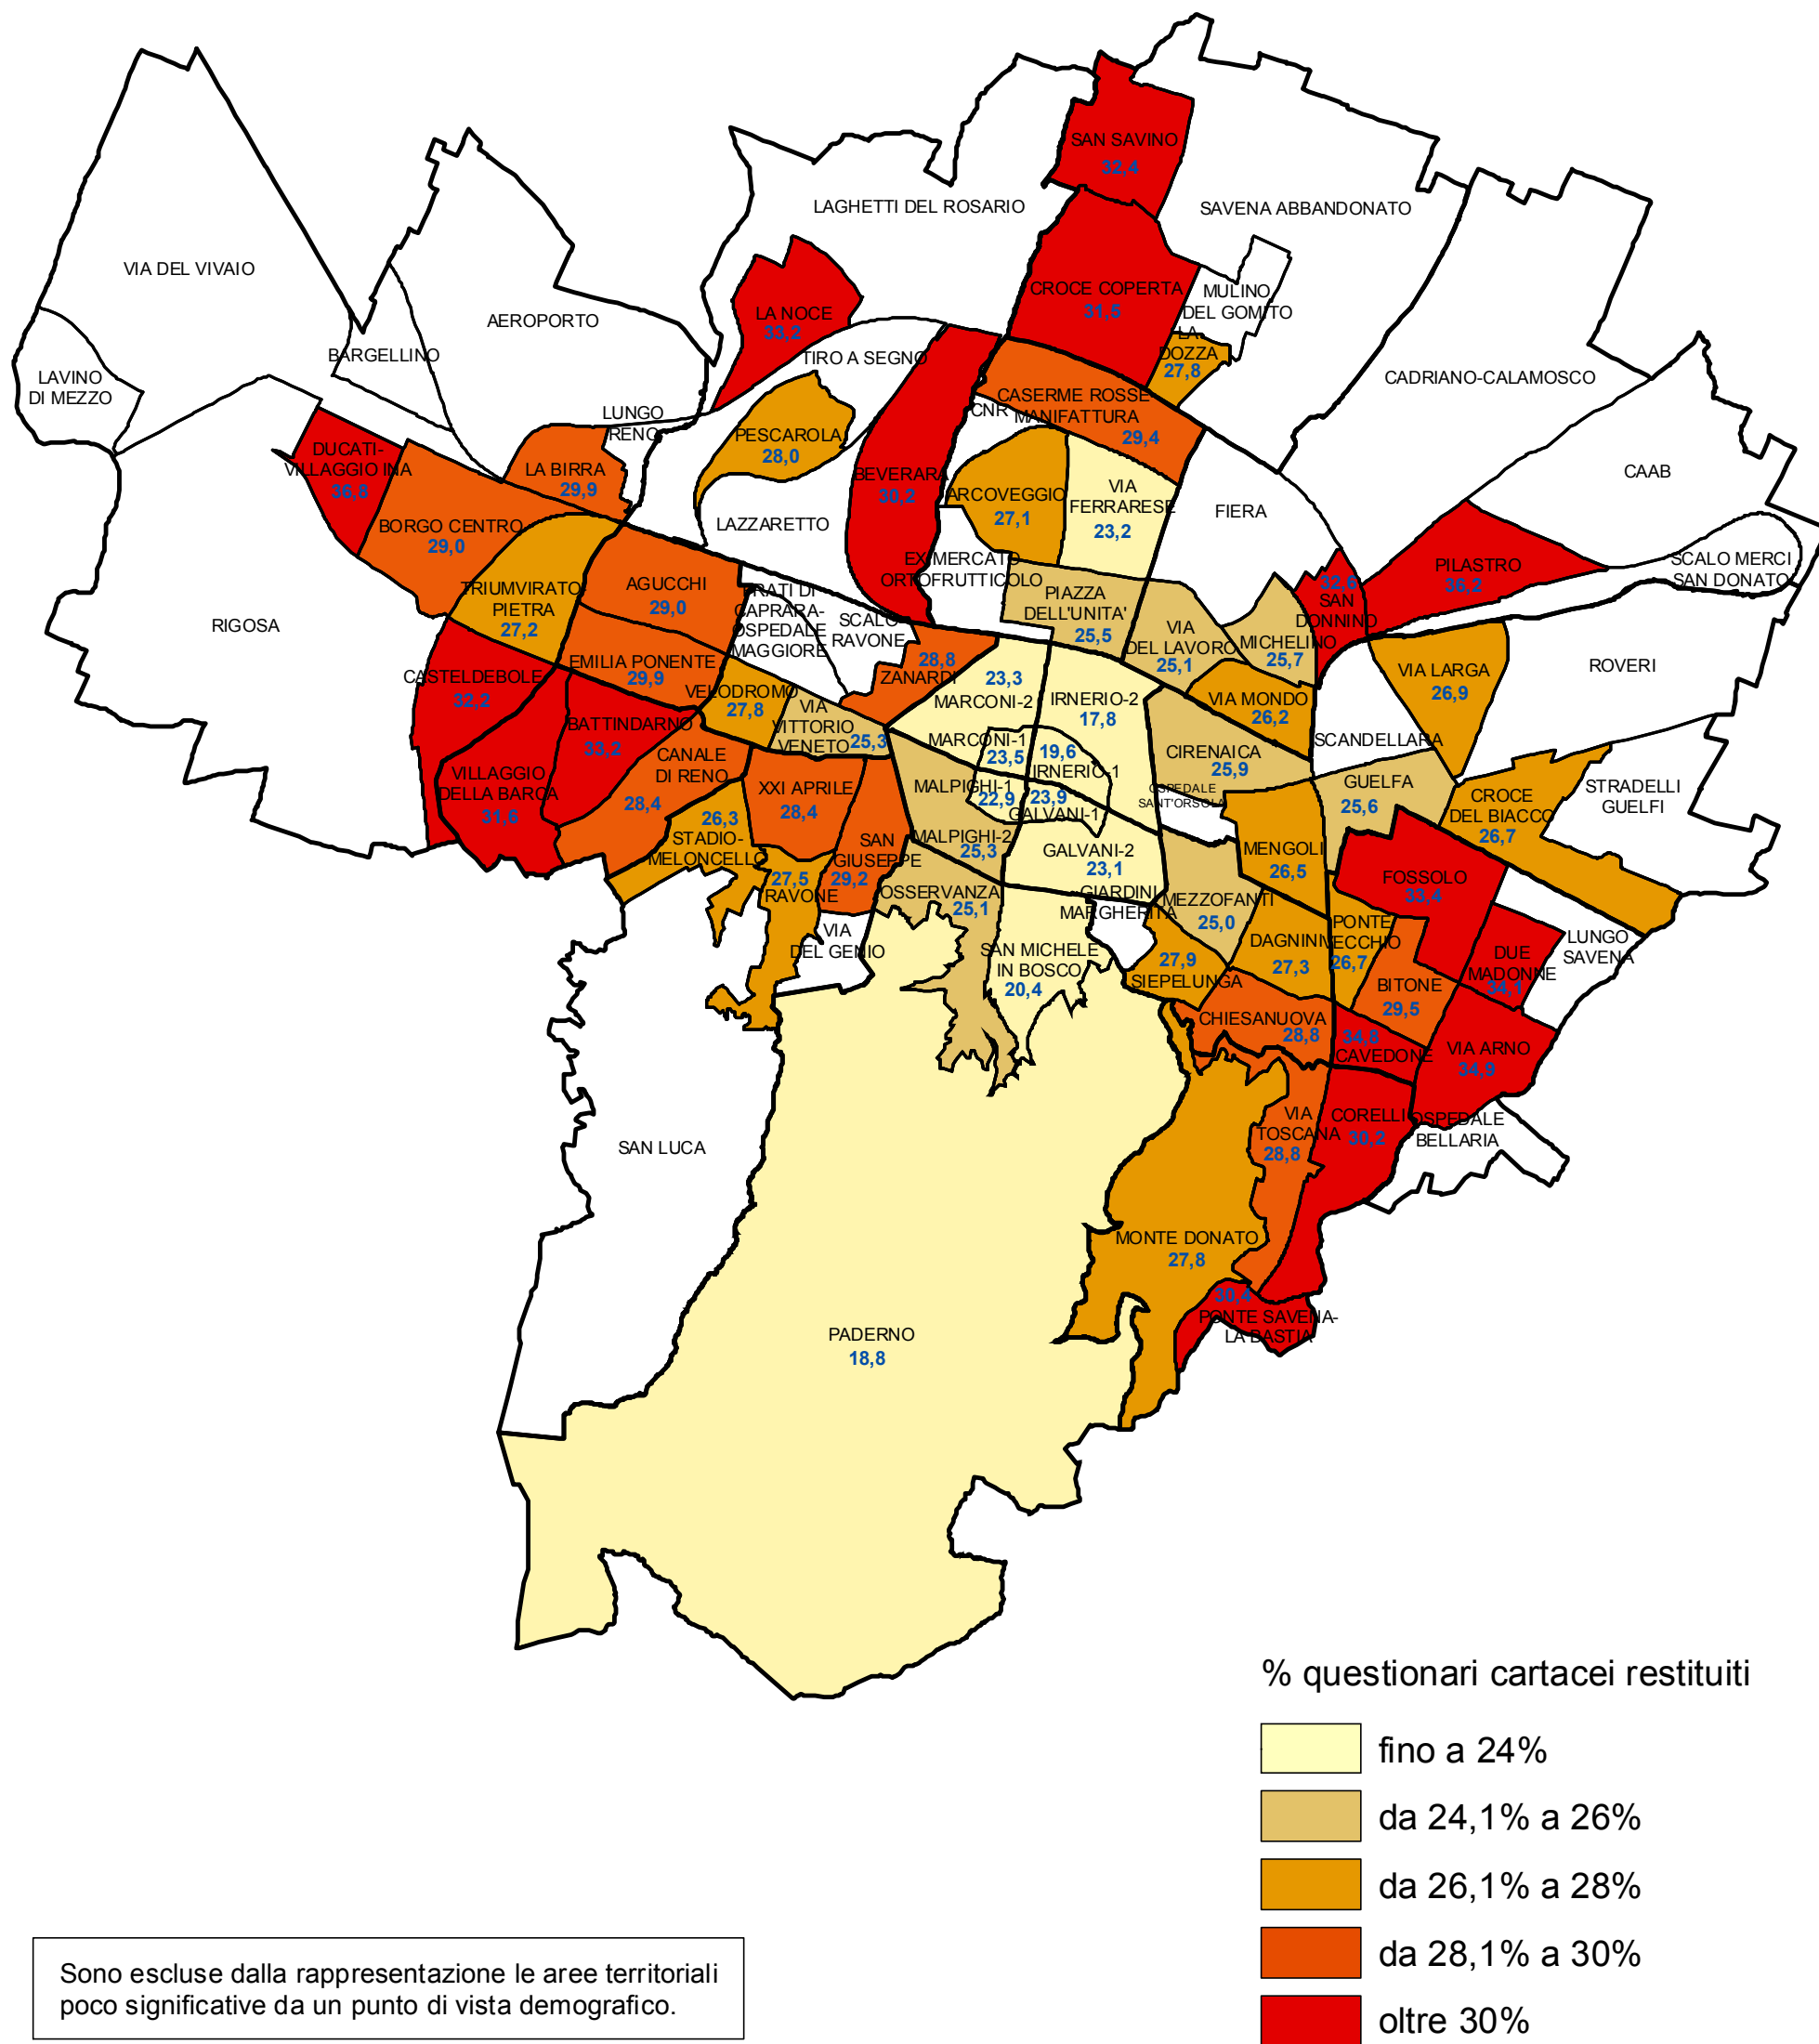 SAN SAVINO
32,4
LAGHETTI DEL ROSARIO
SAVENA ABBANDONATO
VIA DEL VIVAIO
CROCE COPERTA
31,5
MULINO
DEL GOMITO
LA NOCE
33,2
AEROPORTO
LA
DOZZA
27,8
BARGELLINO
TIRO A SEGNO
LAVINO
DI MEZZO
CADRIANO-CALAMOSCO
CASERME ROSSE-
MANIFATTURA
29,4
CNR
LUNGO
RENO
PESCAROLA
28,0
DUCATI-
VILLAGGIO INA
36,8
LA BIRRA
29,9
BEVERARA
30,2
CAAB
ARCOVEGGIO
27,1
VIA
FERRARESE
23,2
FIERA
LAZZARETTO
BORGO CENTRO
29,0
EX MERCATO
ORTOFRUTTICOLO
PILASTRO
36,2
SCALO MERCI
SAN DONATO
TRIUMVIRATO-
PIETRA
27,2
AGUCCHI
29,0
PRATI DI
CAPRARA-
OSPEDALE
MAGGIORE
SCALO
RAVONE
PIAZZA
DELL'UNITA'
25,5
32,6
SAN
DONNINO
RIGOSA
VIA
DEL LAVORO
25,1
MICHELINO
25,7
EMILIA PONENTE
29,9
28,8
ZANARDI
VIA LARGA
26,9
ROVERI
CASTELDEBOLE
32,2
VELODROMO
27,8
23,3
MARCONI-2
IRNERIO-2
17,8
VIA MONDO
26,2
BATTINDARNO
33,2
VIA
VITTORIO
VENETO
25,3
MARCONI-1
23,5
19,6
IRNERIO-1
CIRENAICA
25,9
SCANDELLARA
CANALE
DI RENO
28,4
VILLAGGIO
DELLA BARCA
31,6
XXI APRILE
28,4
MALPIGHI-1
22,9
23,9
GALVANI-1
OSPEDALE
SANT'ORSOLA
GUELFA
25,6
STRADELLI
GUELFI
CROCE
DEL BIACCO
26,7
26,3
STADIO-
MELONCELLO
SAN
GIUSEPPE
29,2
MALPIGHI-2
25,3
GALVANI-2
23,1
MENGOLI
26,5
27,5
RAVONE
OSSERVANZA
25,1
GIARDINI
MARGHERITA
MEZZOFANTI
25,0
FOSSOLO
33,4
VIA
DEL GENIO
SAN MICHELE
IN BOSCO
20,4
DAGNINI
27,3
PONTE
VECCHIO
26,7
LUNGO
SAVENA
DUE
MADONNE
34,1
27,9
SIEPELUNGA
BITONE
29,5
CHIESANUOVA
28,8
34,8
CAVEDONE
VIA ARNO
34,9
SAN LUCA
VIA
TOSCANA
28,8
CORELLI
30,2
OSPEDALE
BELLARIA
MONTE DONATO
27,8
30,4
PONTE SAVENA-
LA BASTIA
PADERNO
18,8
% questionari cartacei restituiti
fino a 24%
da 24,1% a 26%
da 26,1% a 28%
da 28,1% a 30%
oltre 30%
Sono escluse dalla rappresentazione le aree territoriali
poco significative da un punto di vista demografico.